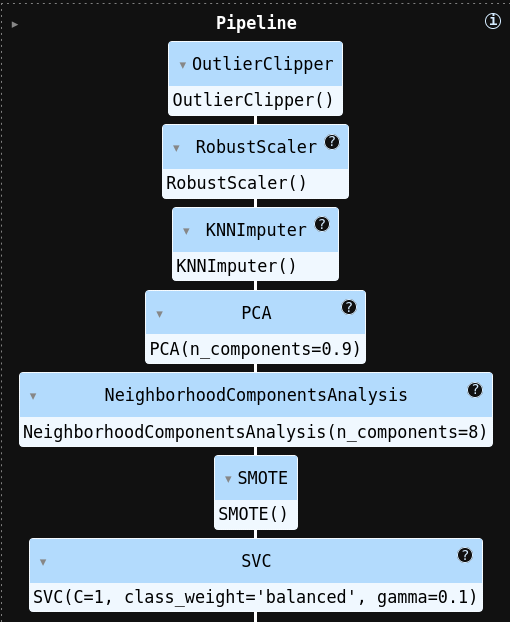 Pipeline
OutlierClipper
OutlierClipper()
RobustScaler
RobustScaler()
KNNImputer
KNNImputer()
PCA
PCA(n_components=0.9)
NeighborhoodComponentsAnalysis
NeighborhoodComponentsAnalysis(n_components=8)
SMOTE
SMOTE()
SVC
SVC(C=1, class_weight='balanced', gamma=0.1)